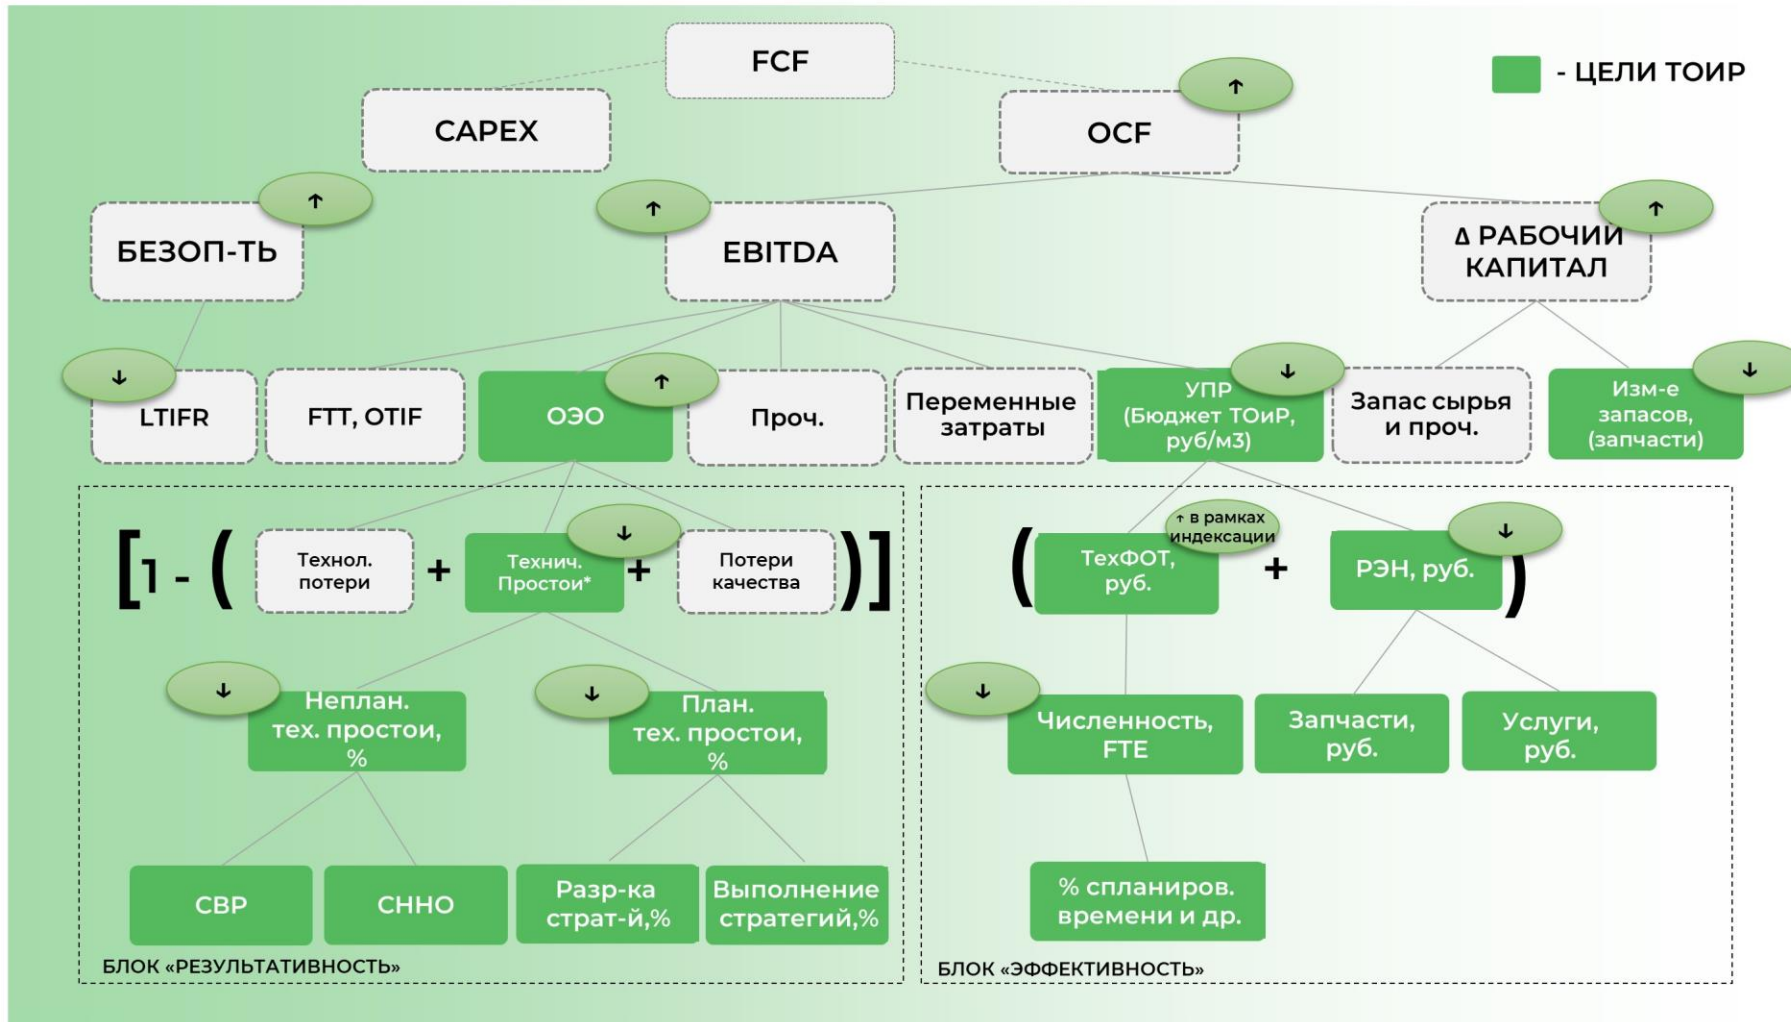 FCF
- ЦЕЛИ ТОИР
↑
CAPEX
OCF
↑
↑
↑
БЕЗОП-ТЬ
EBITDA
Δ РАБОЧИЙ
КАПИТАЛ
↓
↑
↓
↓
LTIFR
FTT, OTIF
ОЭО
Проч.
Переменные
затраты
УПР
(Бюджет ТОиР,
руб/м3)
Запас сырья
и проч.
Изм-е
запасов,
(запчасти)
[1 - (
Технол.
потери
+
Технич.
Простои*
↓
+
Потери
качества
)]
(
ТехФОТ,
руб.
↑ в рамках
индексации
+
РЭН, руб.
↓
)
↓
Неплан.
тех. простои,
%
↓
План.
тех. простои,
%
↓
Численность,
FTE
Запчасти,
руб.
Услуги,
руб.
СВР
СННО
Разр-ка
страт-й,%
Выполнение
стратегий,%
% спланиров.
времени и др.
БЛОК «РЕЗУЛЬТАТИВНОСТЬ»
БЛОК «ЭФФЕКТИВНОСТЬ»